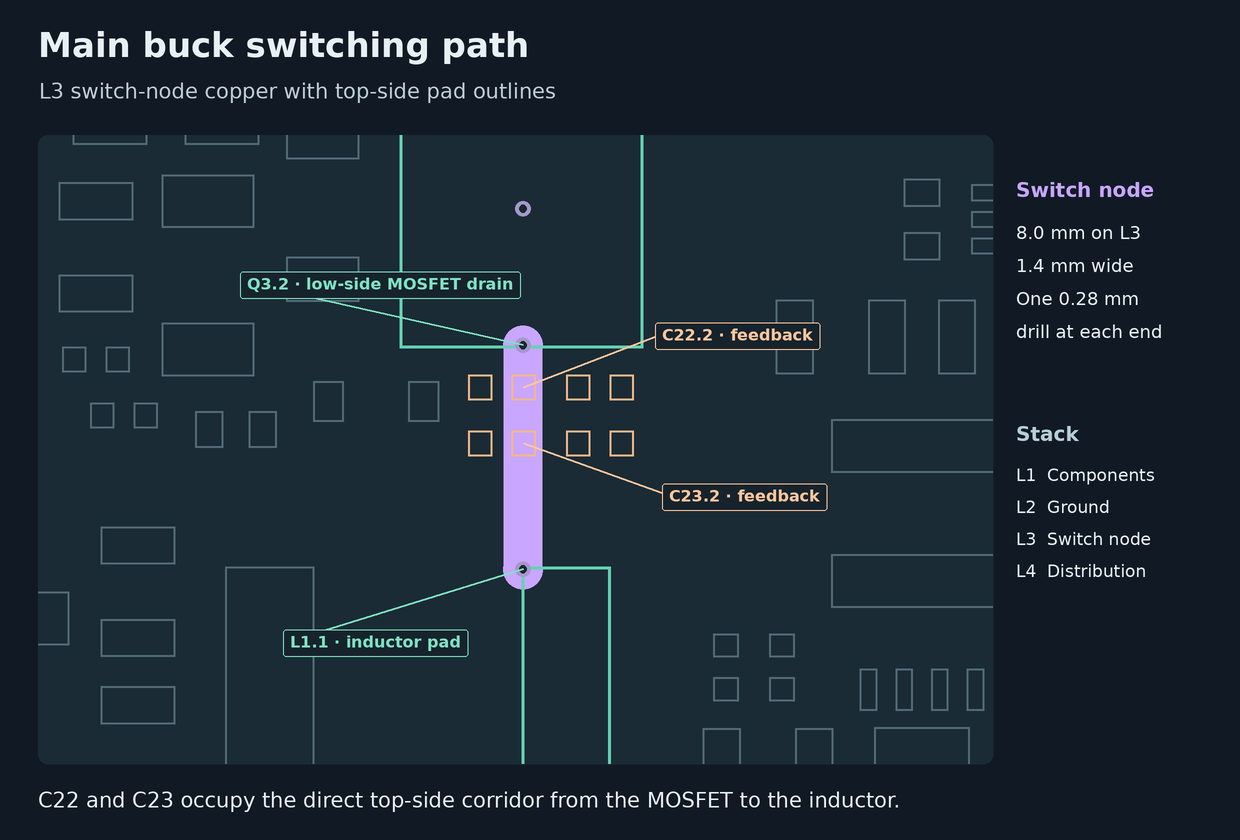 Main buck switching path
L3 switch-node copper with top-side pad outlines
Q3.2 · low-side MOSFET drain
C22.2 · feedback
C23.2 · feedback
L1.1 · inductor pad
Switch node
8.0 mm on L3
1.4 mm wide
One 0.28 mm
drill at each end
Stack
L1 Components
L2 Ground
L3 Switch node
L4 Distribution
C22 and C23 occupy the direct top-side corridor from the MOSFET to the inductor.